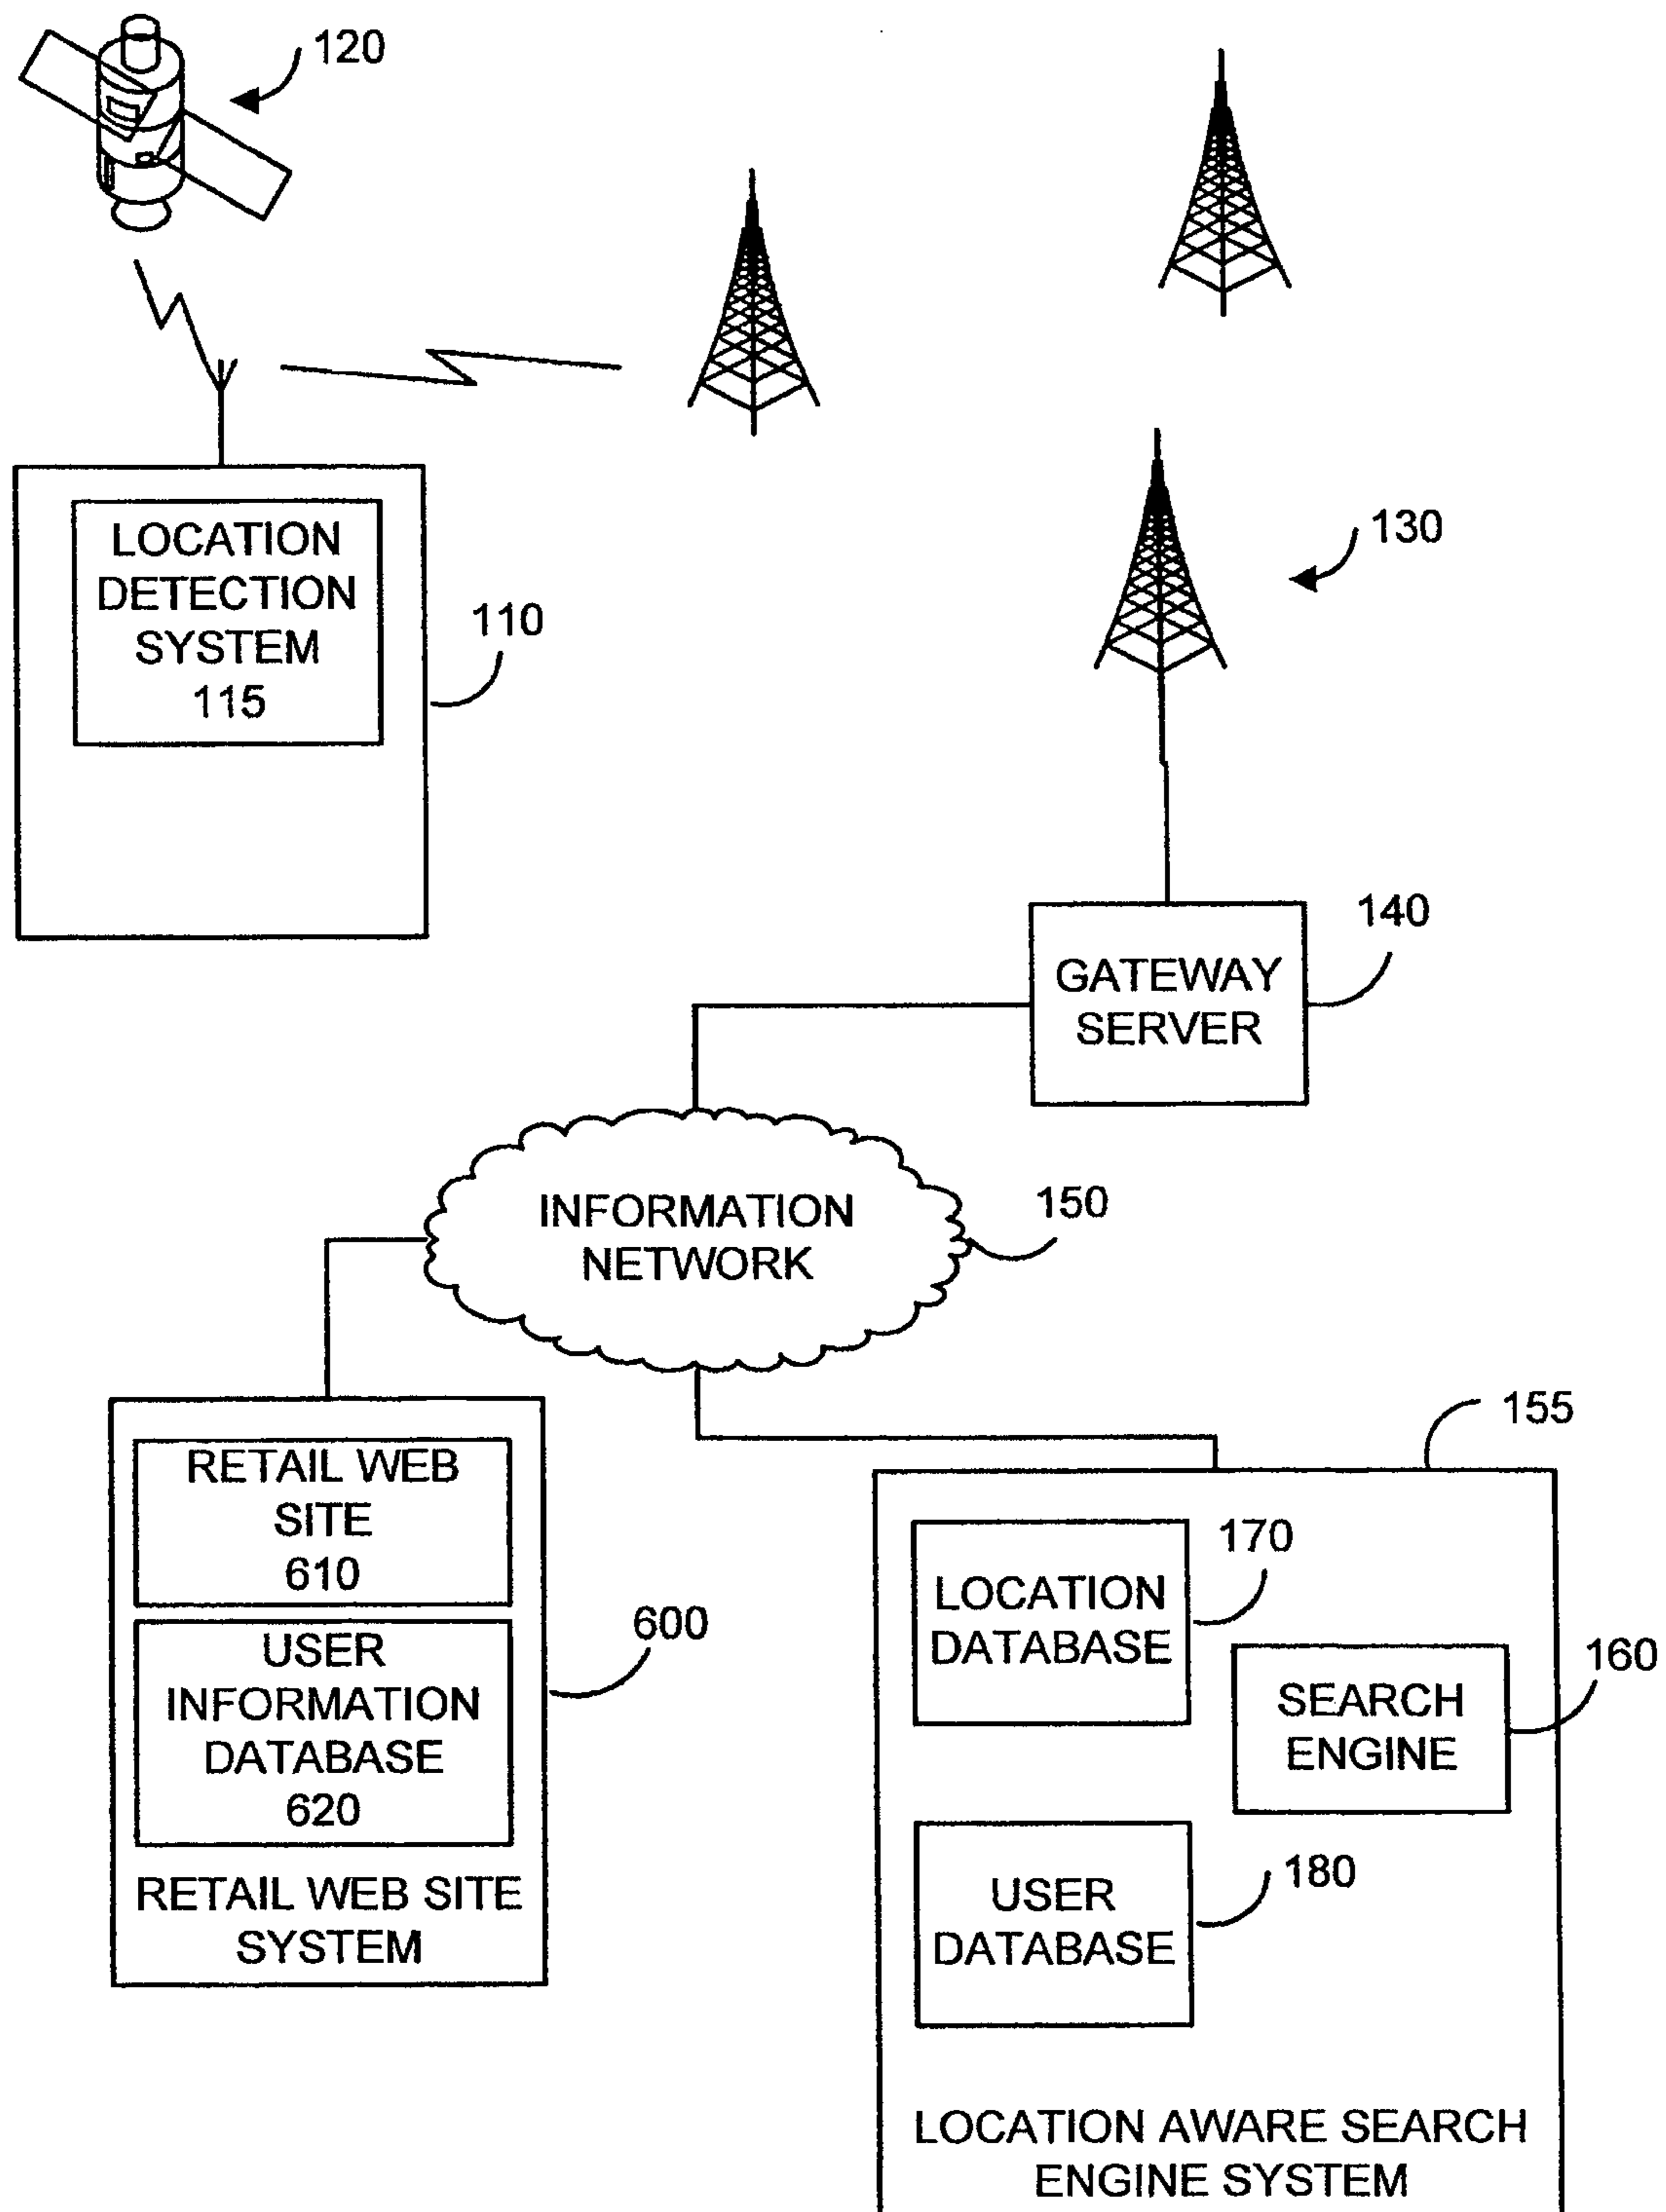 120
130
LOCATION
DETECTION
SYSTEM
115
110
140
GATEWAY
SERVER
150
INFORMATION
NETWORK
155
RETAIL WEB
SITE
610
USER
INFORMATION
DATABASE
620
600
RETAIL WEB SITE
SYSTEM
170
LOCATION
DATABASE
160
SEARCH
ENGINE
180
USER
DATABASE
LOCATION AWARE SEARCH
ENGINE SYSTEM